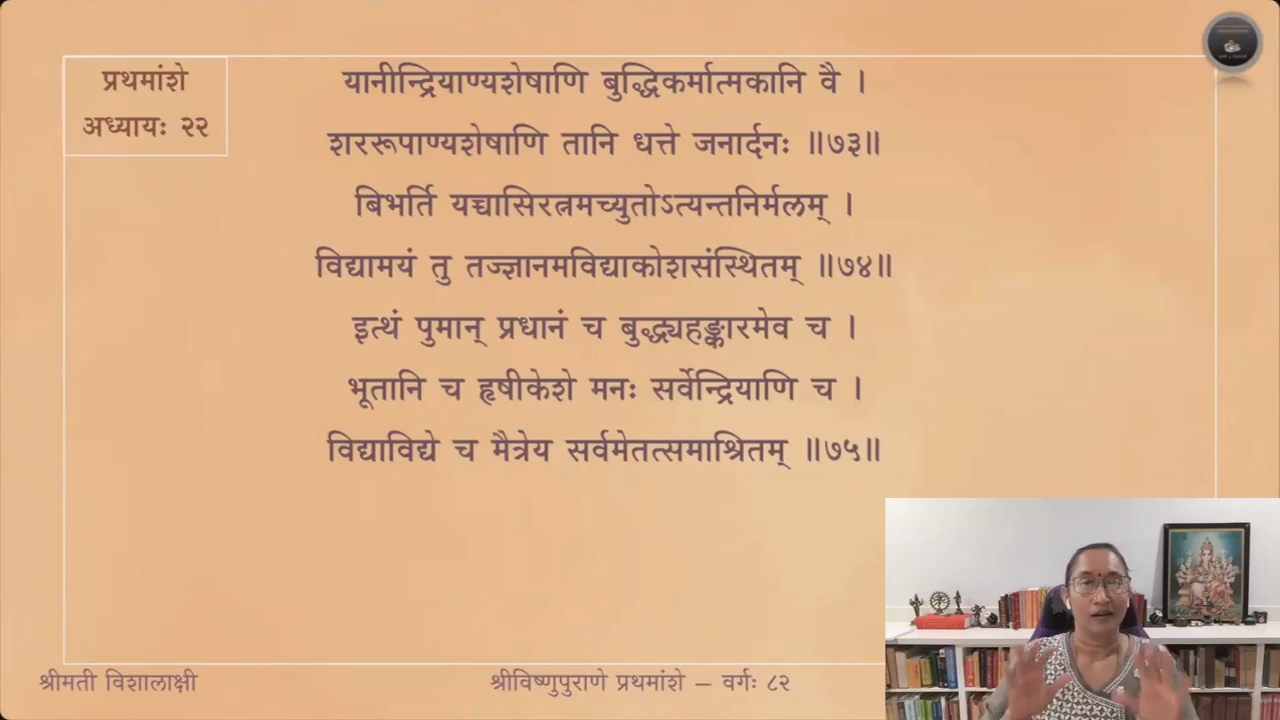 प्रथमांशे
अध्यायः २२
यानीन्द्रियाण्यशेषाणि बुद्धिकर्मात्मकानि वै ।
शररूपाण्यशेषाणि तानि धत्ते जनार्दनः ॥७३॥
बिभर्ति यच्चासिरत्नमच्युतोऽत्यन्तनिर्मलम् ।
विद्यामयं तु तज्ज्ञानमविद्याकोशसंस्थितम् ॥७४॥
इत्थं पुमान् प्रधानं च बुद्ध्यहङ्कारमेव च ।
भूतानि च हृषीकेशे मनः सर्वेन्द्रियाणि च ।
विद्याविद्ये च मैत्रेय सर्वमेतत्समाश्रितम् ॥७५॥
श्रीमती विशालाक्षी
श्रीविष्णुपुराणे प्रथमांशे – वर्गः ८२